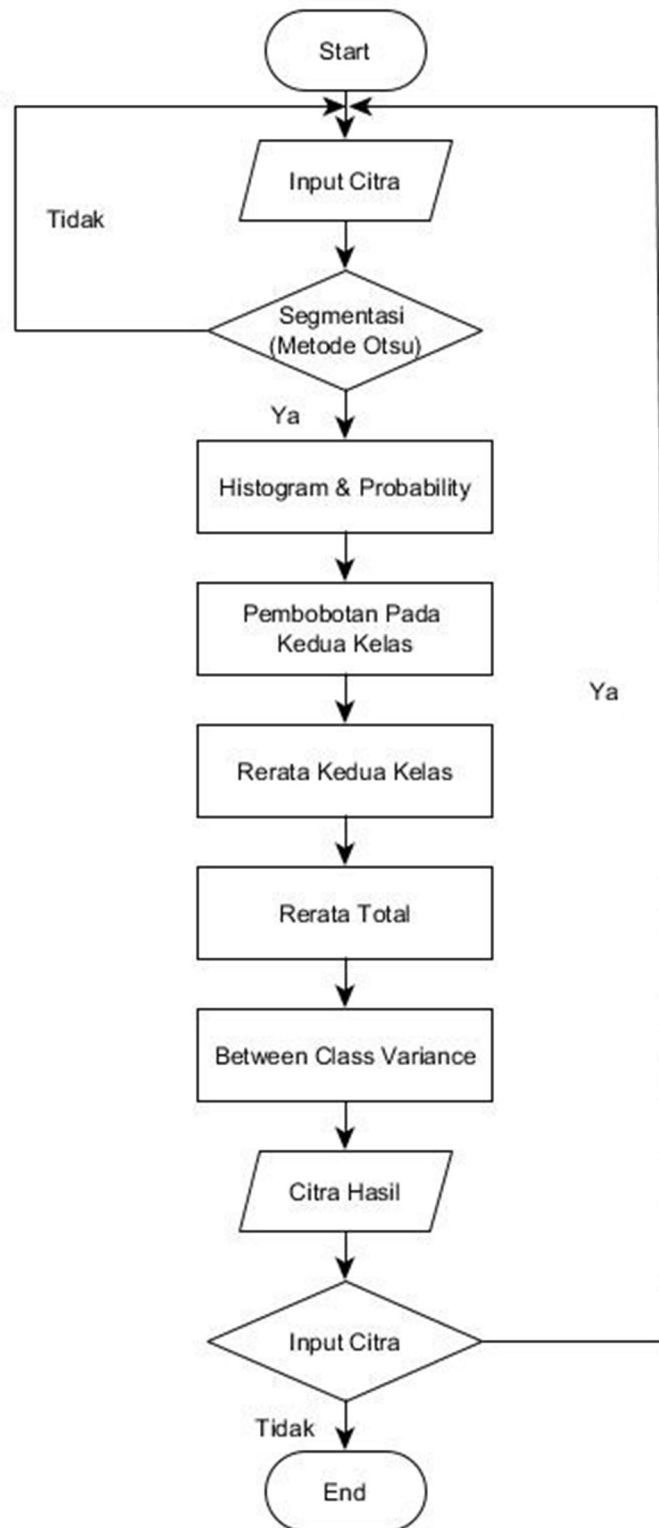 Start
Input Citra
Tidak
Segmentasi
(Metode Otsu)
Ya
Histogram & Probability
Pembobotan Pada
Kedua Kelas
Ya
Rerata Kedua Kelas
Rerata Total
Between Class Variance
Citra Hasil
Input Citra
Tidak
End